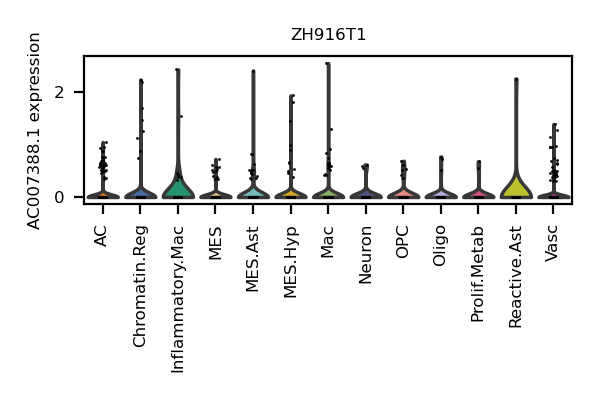 ZH916T1
AC007388.1 expression
2
0
AC
Chromatin.Reg
Inflammatory.Mac
MES
MES.Ast
MES.Hyp
Mac
Neuron
OPC
Oligo
Prolif.Metab
Reactive.Ast
Vasc